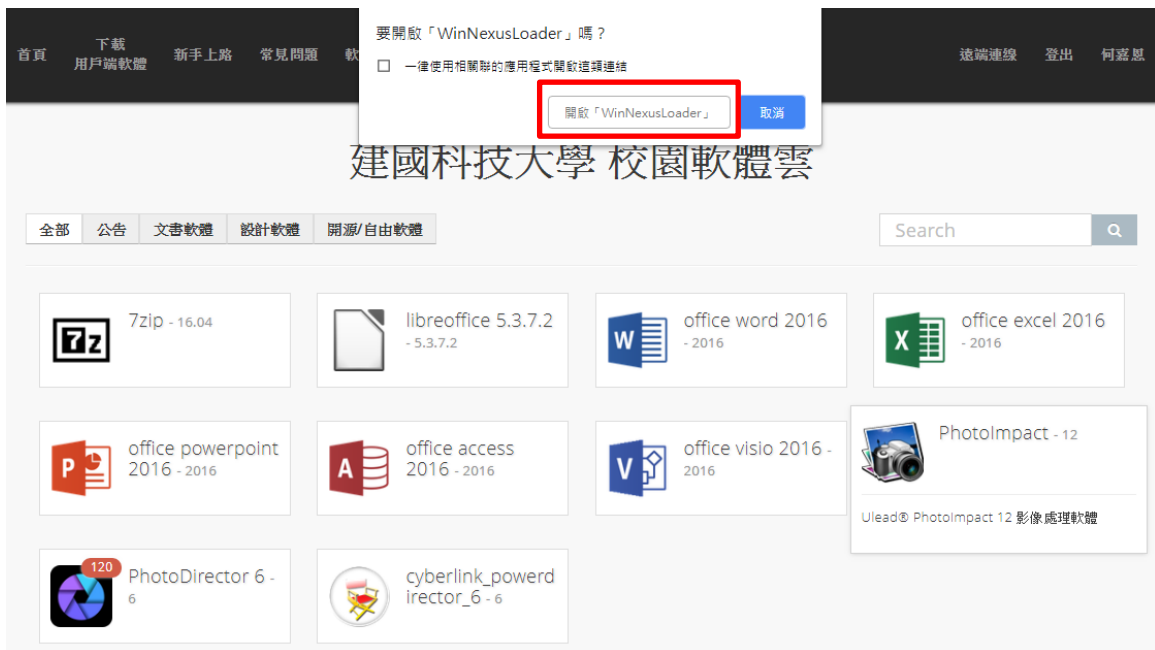 要開啟「WinNexusLoader」嗎？
一律使用相關聯的應用程式開啟這類連結
開啟「WinNexusLoader」
取消
首頁
下載
用戶端軟體
新手上路
常見問題
軟
遠端連線
登出
何嘉恩
建國科技大學 校園軟體雲
全部
公告
文書軟體
設計軟體
開源/自由軟體
Search
7z
7zip - 16.04
libreoffice 5.3.7.2
- 5.3.7.2
W
office word 2016
- 2016
X
office excel 2016
- 2016
P
office powerpoint
2016 - 2016
A
office access
2016 - 2016
V
office visio 2016 -
2016
PhotoImpact - 12
Ulead® PhotoImpact 12 影像處理軟體
120
PhotoDirector 6 -
6
cyberlink_powerd
irector_6 - 6